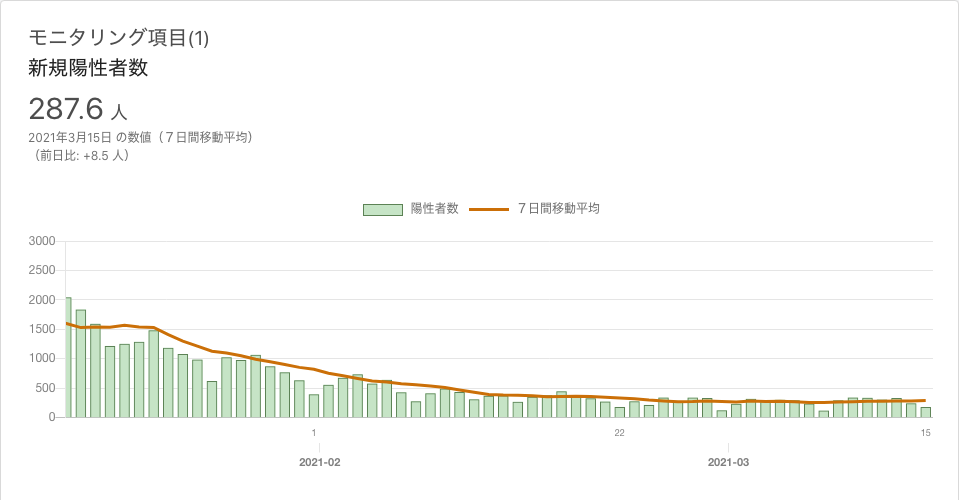 モニタリング項目(1)
新規陽性者数
287.6 人
2021年3月15日 の数値（７日間移動平均）
（前日比: +8.5 人）
陽性者数 ７日間移動平均
3000
2500
2000
1500
1000
500
0
1 22 15
2021-02 2021-03